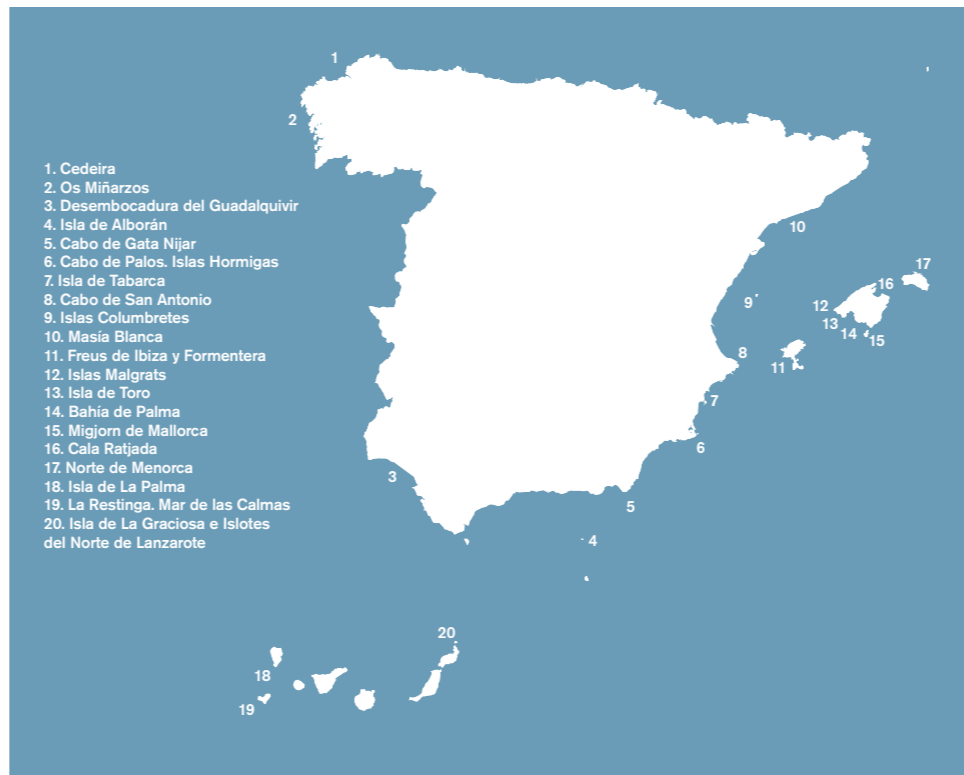 1
2
1. Cedeira
2. Os Miñarzos
3. Desembocadura del Guadalquivir
4. Isla de Alborán
5. Cabo de Gata Nijar
6. Cabo de Palos. Islas Hormigas
7. Isla de Tabarca
8. Cabo de San Antonio
9. Islas Columbretes
10. Masía Blanca
11. Freus de Ibiza y Formentera
12. Islas Malgrats
13. Isla de Toro
14. Bahía de Palma
15. Migjorn de Mallorca
16. Cala Ratjada
17. Norte de Menorca
18. Isla de La Palma
19. La Restinga. Mar de las Calmas
20. Isla de La Graciosa e Islotes
del Norte de Lanzarote
10
17
16
9
12
13
14
15
8
11
7
6
3
5
4
20
18
19